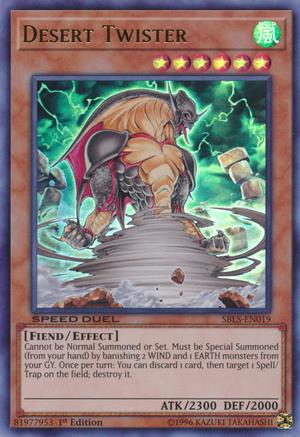 DESERT TWISTER
WIND
風
SPEED DUEL
SBLS-EN019
[FIEND/EFFECT]
Cannot be Normal Summoned or Set. Must be Special Summoned
(from your hand) by banishing 2 WIND and 1 EARTH monsters from
your GY. Once per turn: You can discard 1 card, then target 1 Spell/
Trap on the field; destroy it.
ATK/2300 DEF/2000
81977953 1st Edition ©1996 KAZUKI TAKAHASHI